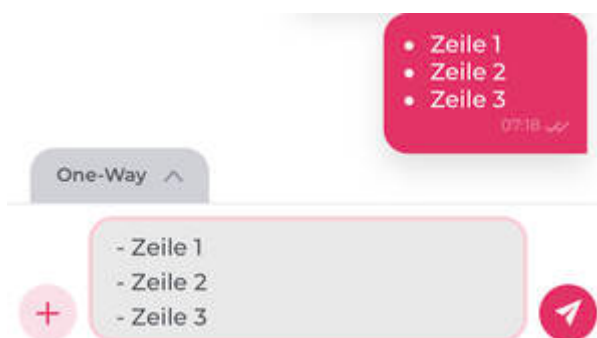 • Zeile 1
• Zeile 2
• Zeile 3
07:18
One-Way
- Zeile 1
- Zeile 2
- Zeile 3